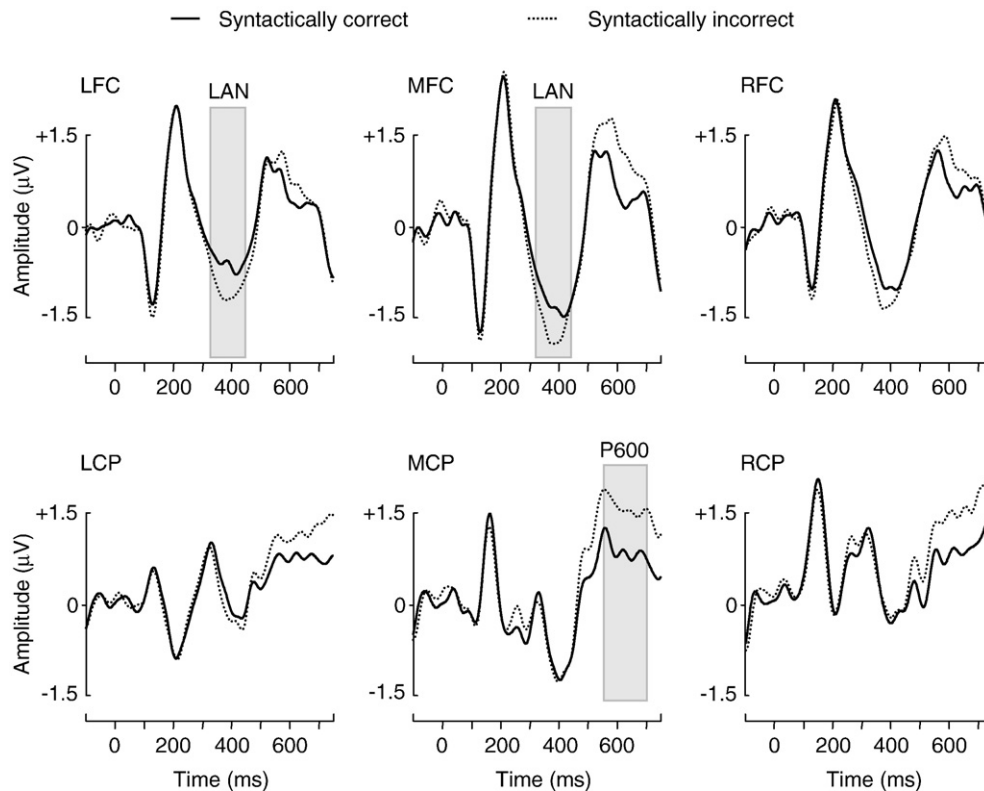 Syntactically correct Syntactically incorrect
LFC LAN MFC LAN RFC
Amplitude (μV)
+1.5 +1.5 +1.5
0 0 0
-1.5 -1.5 -1.5
0 200 400 600 0 200 400 600 0 200 400 600
LCP MCP P600 RCP
Amplitude (μV)
+1.5 +1.5 +1.5
0 0 0
-1.5 -1.5 -1.5
0 200 400 600 0 200 400 600 0 200 400 600
Time (ms) Time (ms) Time (ms)